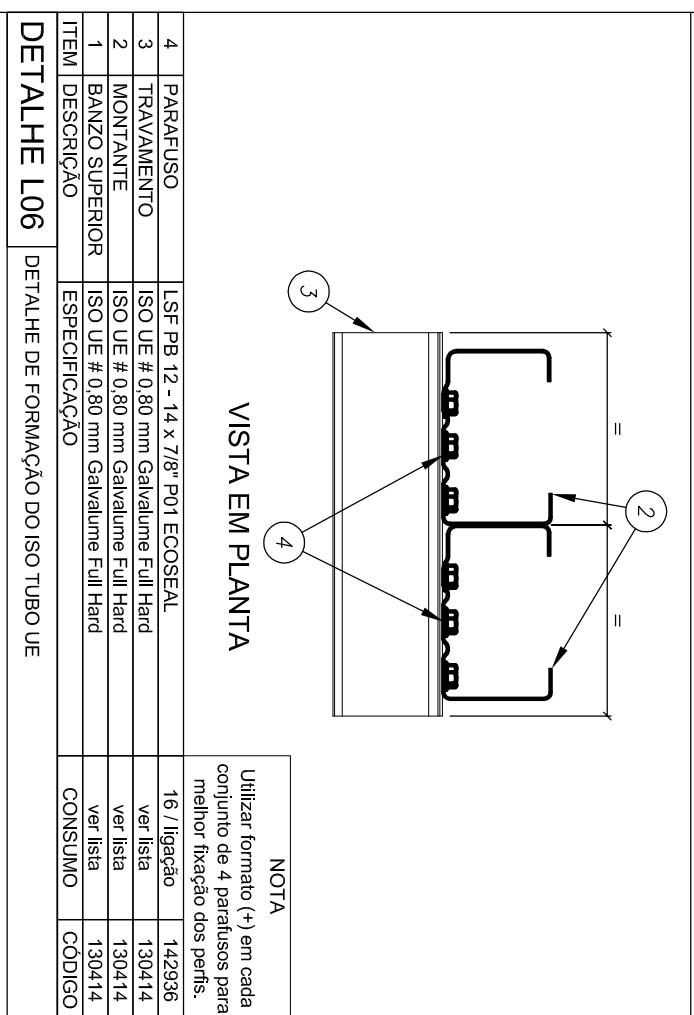 =
=
2
3
4
VISTA EM PLANTA
NOTA
Utilizar formato (+) em cada
conjunto de 4 parafusos para
melhor fixação dos perfis.
4 PARAFUSO LSF PB 12 - 14 x 7/8" P01 ECOSEAL 16 / ligação 142936
3 TRAVAMENTO ISO UE # 0,80 mm Galvalume Full Hard ver lista 130414
2 MONTANTE ISO UE # 0,80 mm Galvalume Full Hard ver lista 130414
1 BANZO SUPERIOR ISO UE # 0,80 mm Galvalume Full Hard ver lista 130414
ITEM DESCRIÇÃO ESPECIFICAÇÃO CONSUMO CÓDIGO
DETALHE L06 DETALHE DE FORMAÇÃO DO ISO TUBO UE